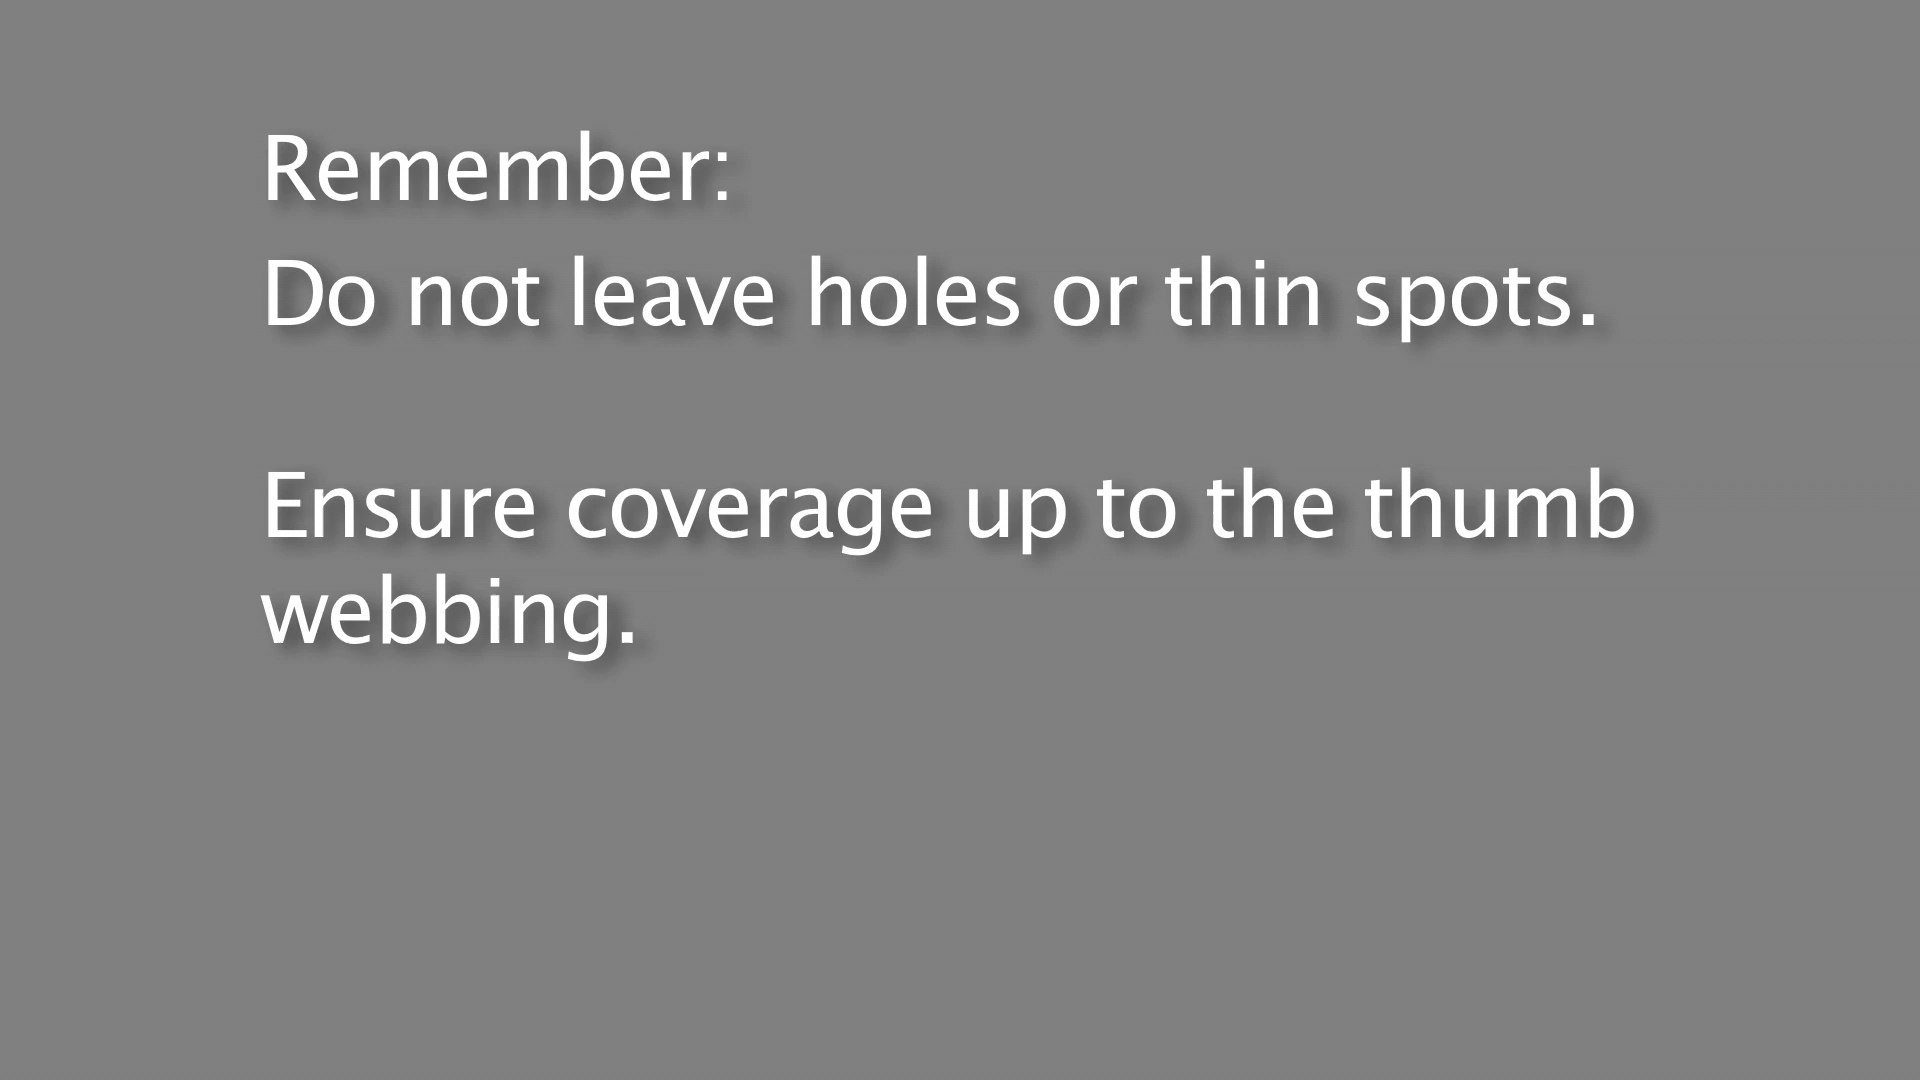 Remember:
Do not leave holes or thin spots.
Ensure coverage up to the thumb
webbing.